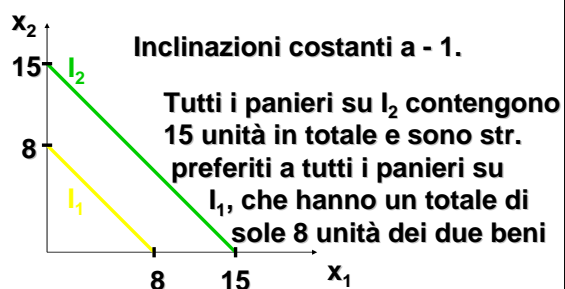 x₂
Inclinazioni costanti a - 1.
15
I₂
Tutti i panieri su I₂ contengono
15 unità in totale e sono str.
8
preferiti a tutti i panieri su
I₁
I₁, che hanno un totale di
sole 8 unità dei due beni
8
15
x₁